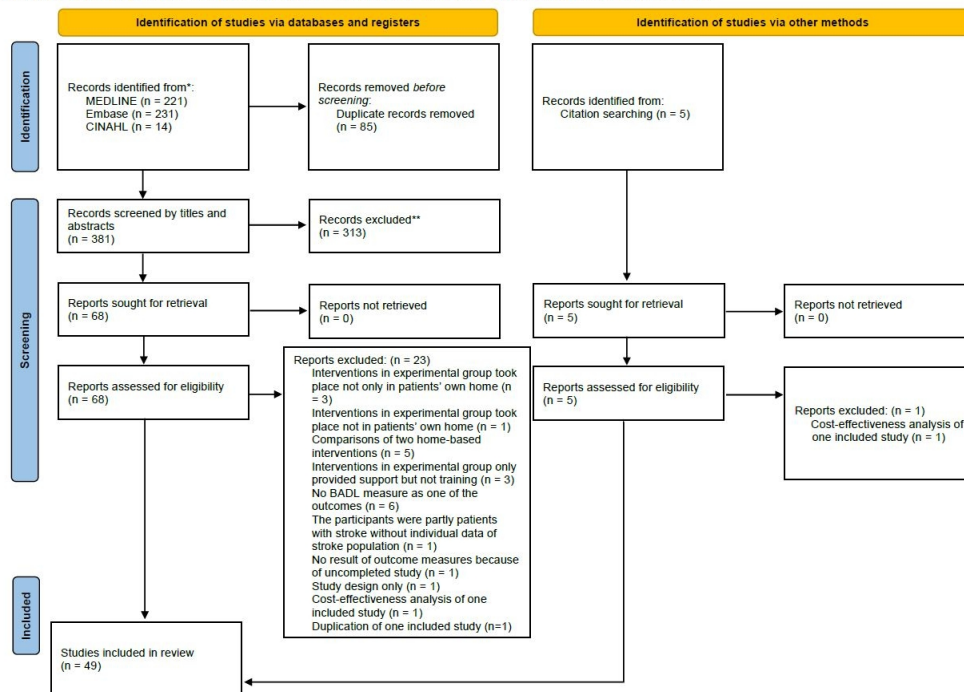 Identification of studies via databases and registers
Identification of studies via other methods
Identification
Records identified from*:
MEDLINE (n = 221)
Embase (n = 231)
CINAHL (n = 14)
Records removed before
screening:
Duplicate records removed
(n = 85)
Records identified from:
Citation searching (n = 5)
Screening
Records screened by titles and
abstracts
(n = 381)
Records excluded**
(n = 313)
Reports sought for retrieval
(n = 68)
Reports not retrieved
(n = 0)
Reports sought for retrieval
(n = 5)
Reports not retrieved
(n = 0)
Reports assessed for eligibility
(n = 68)
Reports excluded: (n = 23)
Interventions in experimental group took
place not only in patients' own home (n
= 3)
Interventions in experimental group took
place not in patients' own home (n = 1)
Comparisons of two home-based
interventions (n = 5)
Interventions in experimental group only
provided support but not training (n = 3)
No BADL measure as one of the
outcomes (n = 6)
The participants were partly patients
with stroke without individual data of
stroke population (n = 1)
No result of outcome measures because
of uncompleted study (n = 1)
Study design only (n = 1)
Cost-effectiveness analysis of one
included study (n = 1)
Duplication of one included study (n=1)
Reports assessed for eligibility
(n = 5)
Reports excluded: (n = 1)
Cost-effectiveness analysis of
one included study (n = 1)
Included
Studies included in review
(n = 49)